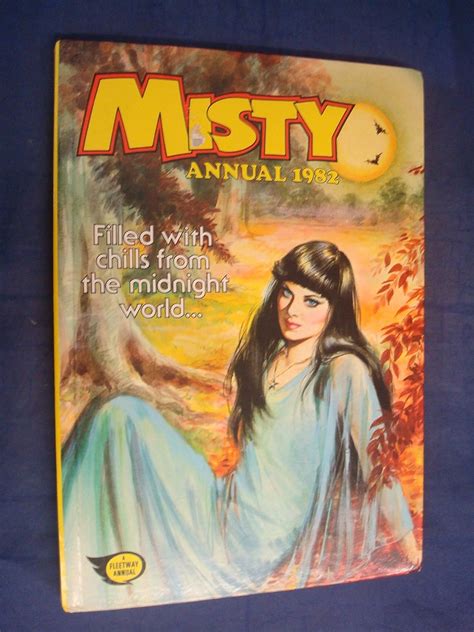 MISTY
ANNUAL 1982
Filled with
chills from
the midnight
world...
A
FLEETWAY
ANNUAL